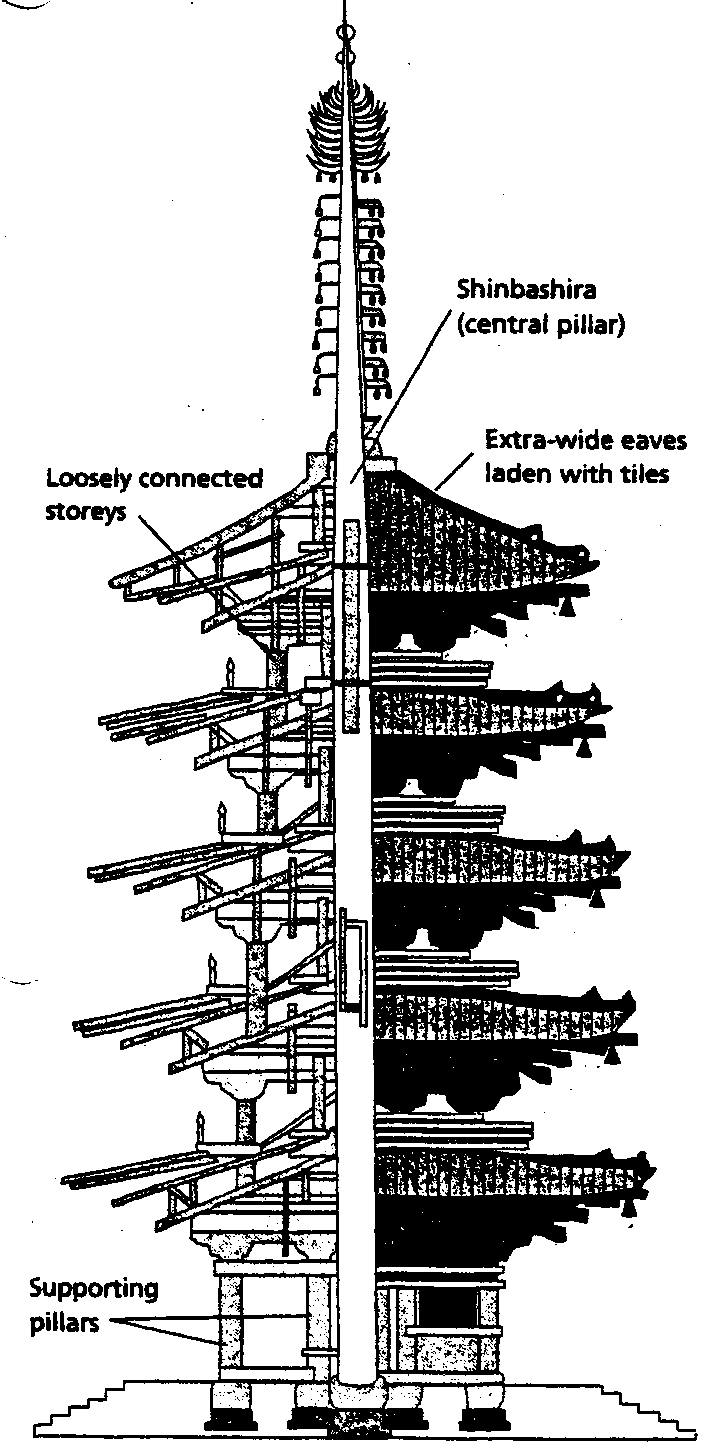 Shinbashira
(central pillar)
Extra-wide eaves
laden with tiles
Loosely connected
storeys
Supporting
pillars